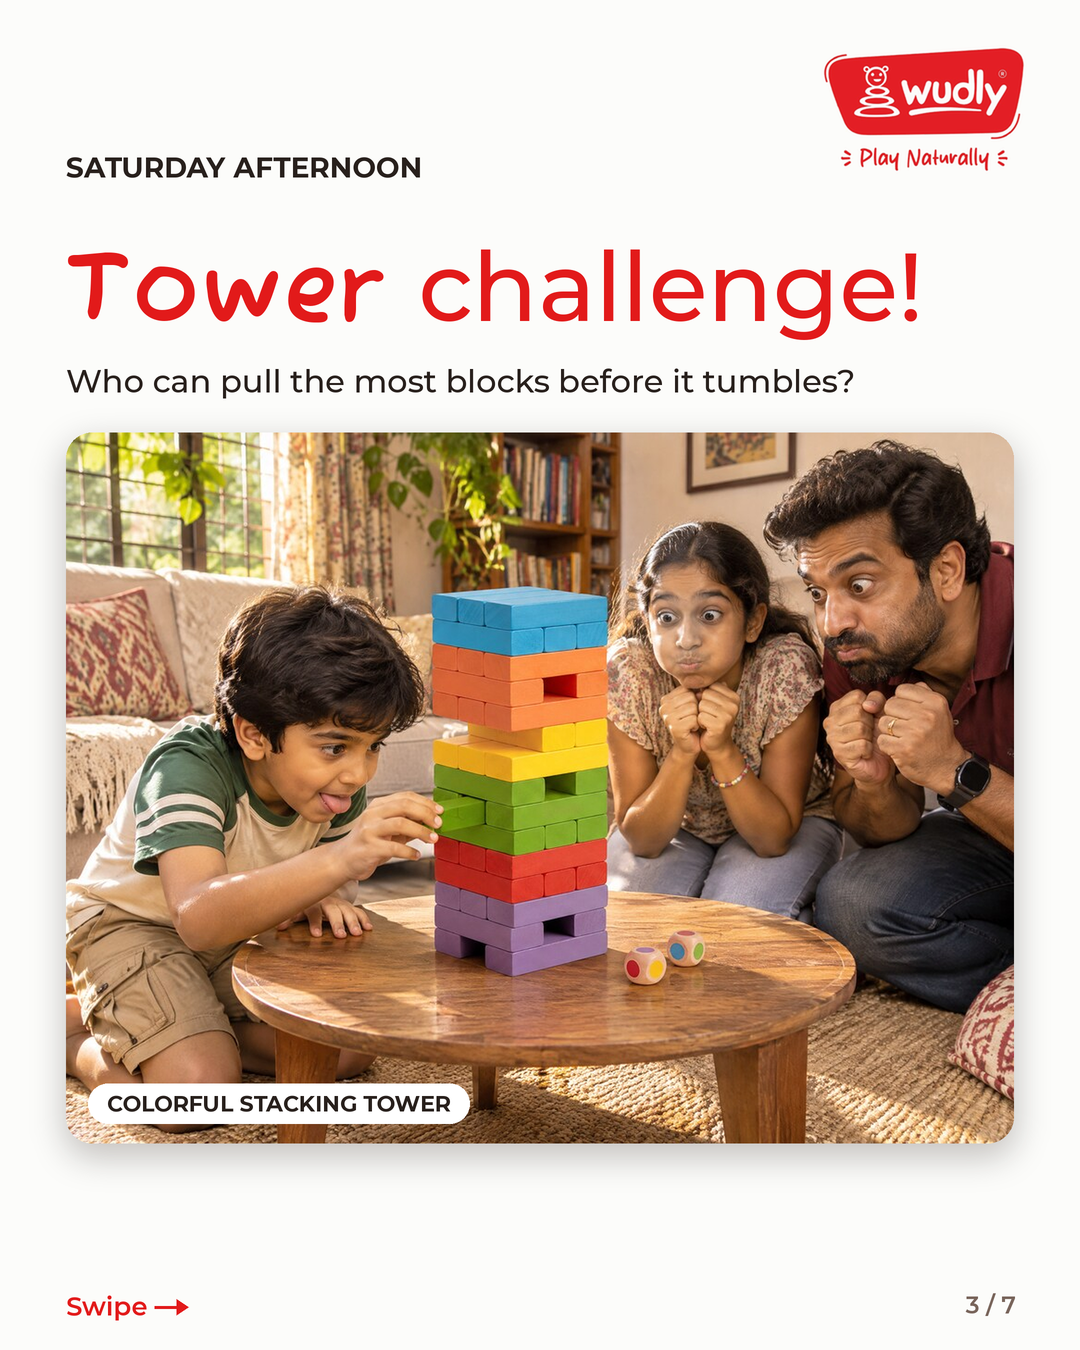 wudly®
Play Naturally
SATURDAY AFTERNOON
Tower challenge!
Who can pull the most blocks before it tumbles?
COLORFUL STACKING TOWER
Swipe →
3 / 7